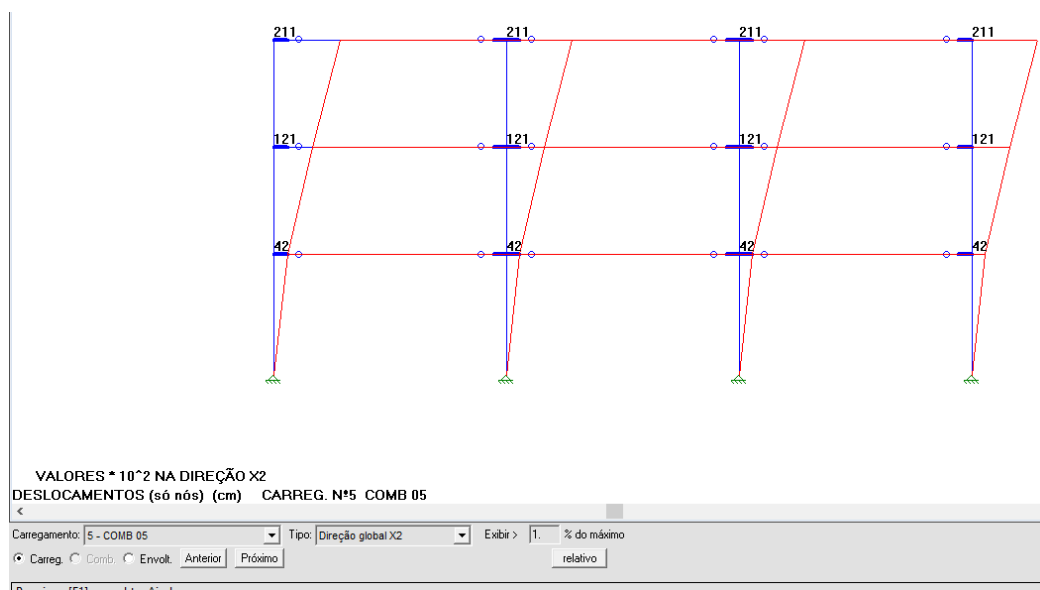 211 211 211 211
121 121 121 121
42 42 42 42
VALORES * 10^2 NA DIREÇÃO X2
DESLOCAMENTOS (só nós) (cm) CARREG. Nº5 COMB 05
Carregamento: 5 - COMB 05 Tipo: Direção global X2 Exibir > 1. % do máximo
Carreg. Comb. Envolt. Anterior Próximo relativo